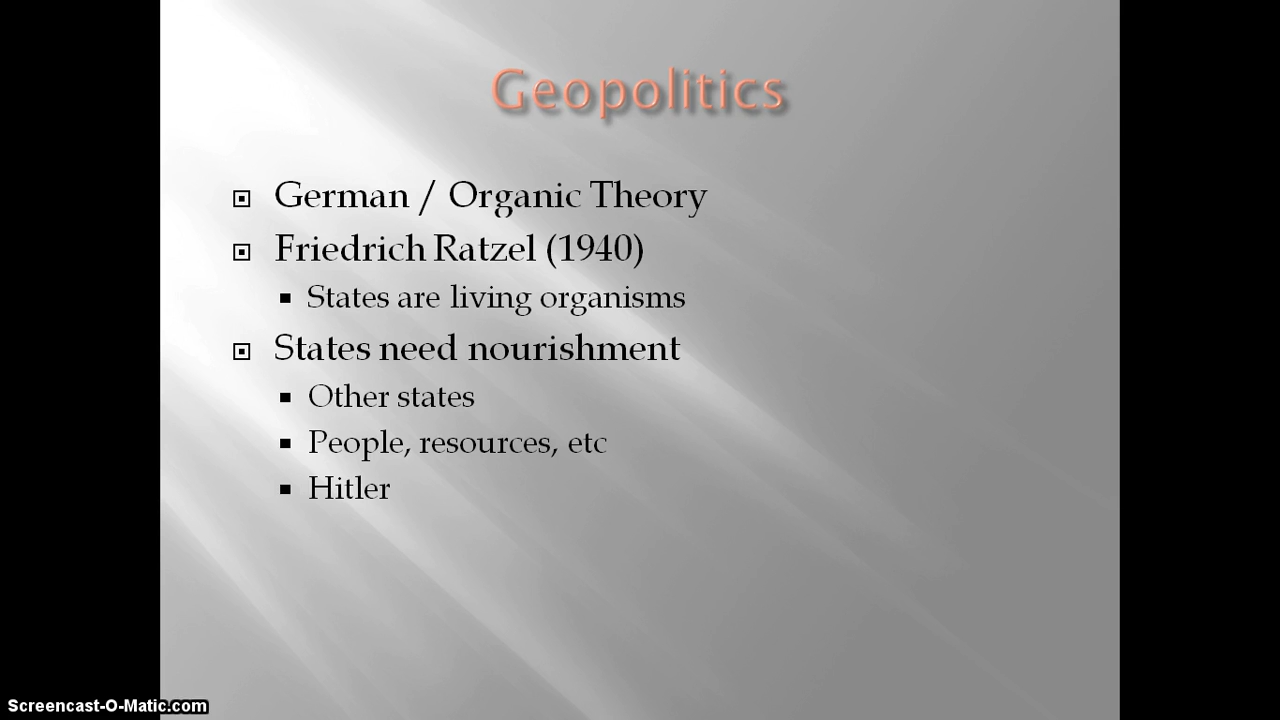 Geopolitics
German / Organic Theory
Friedrich Ratzel (1940)
States are living organisms
States need nourishment
Other states
People, resources, etc
Hitler
Screencast-O-Matic.com